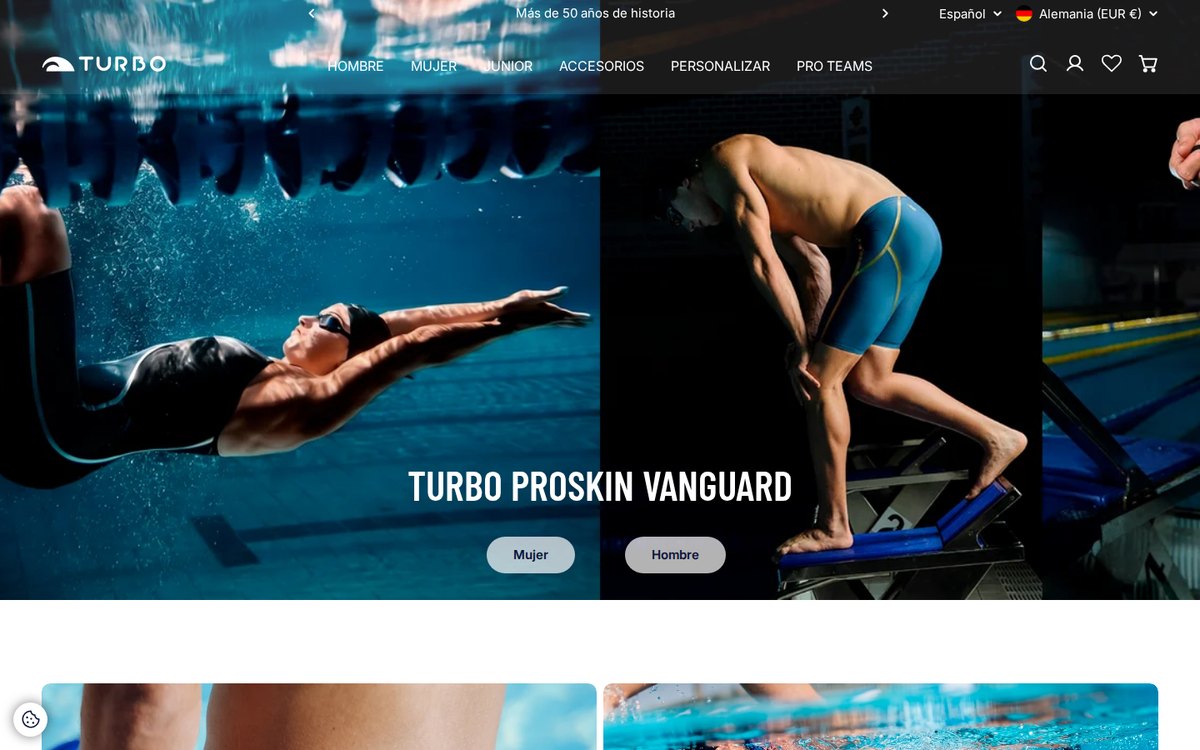 Más de 50 años de historia
Español
Alemania (EUR €)
TURBO
HOMBRE
MUJER
JUNIOR
ACCESORIOS
PERSONALIZAR
PRO TEAMS
TURBO PROSKIN VANGUARD
Mujer
Hombre
2